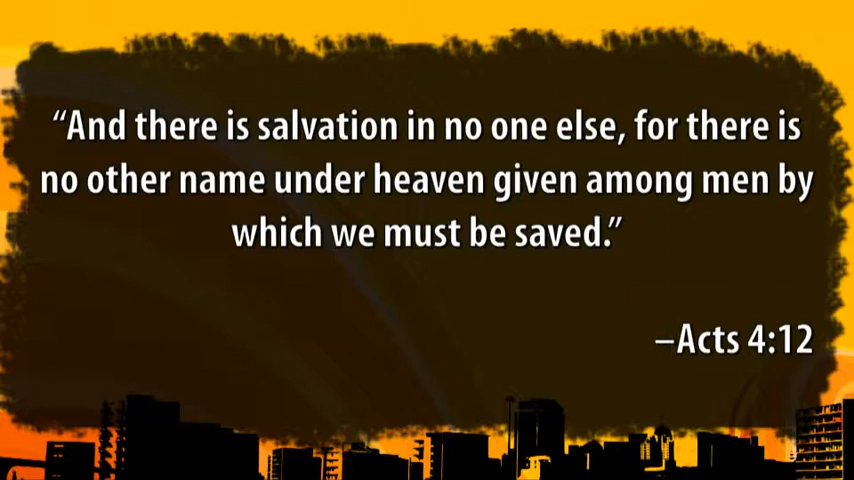 “And there is salvation in no one else, for there is
no other name under heaven given among men by
which we must be saved.”
–Acts 4:12